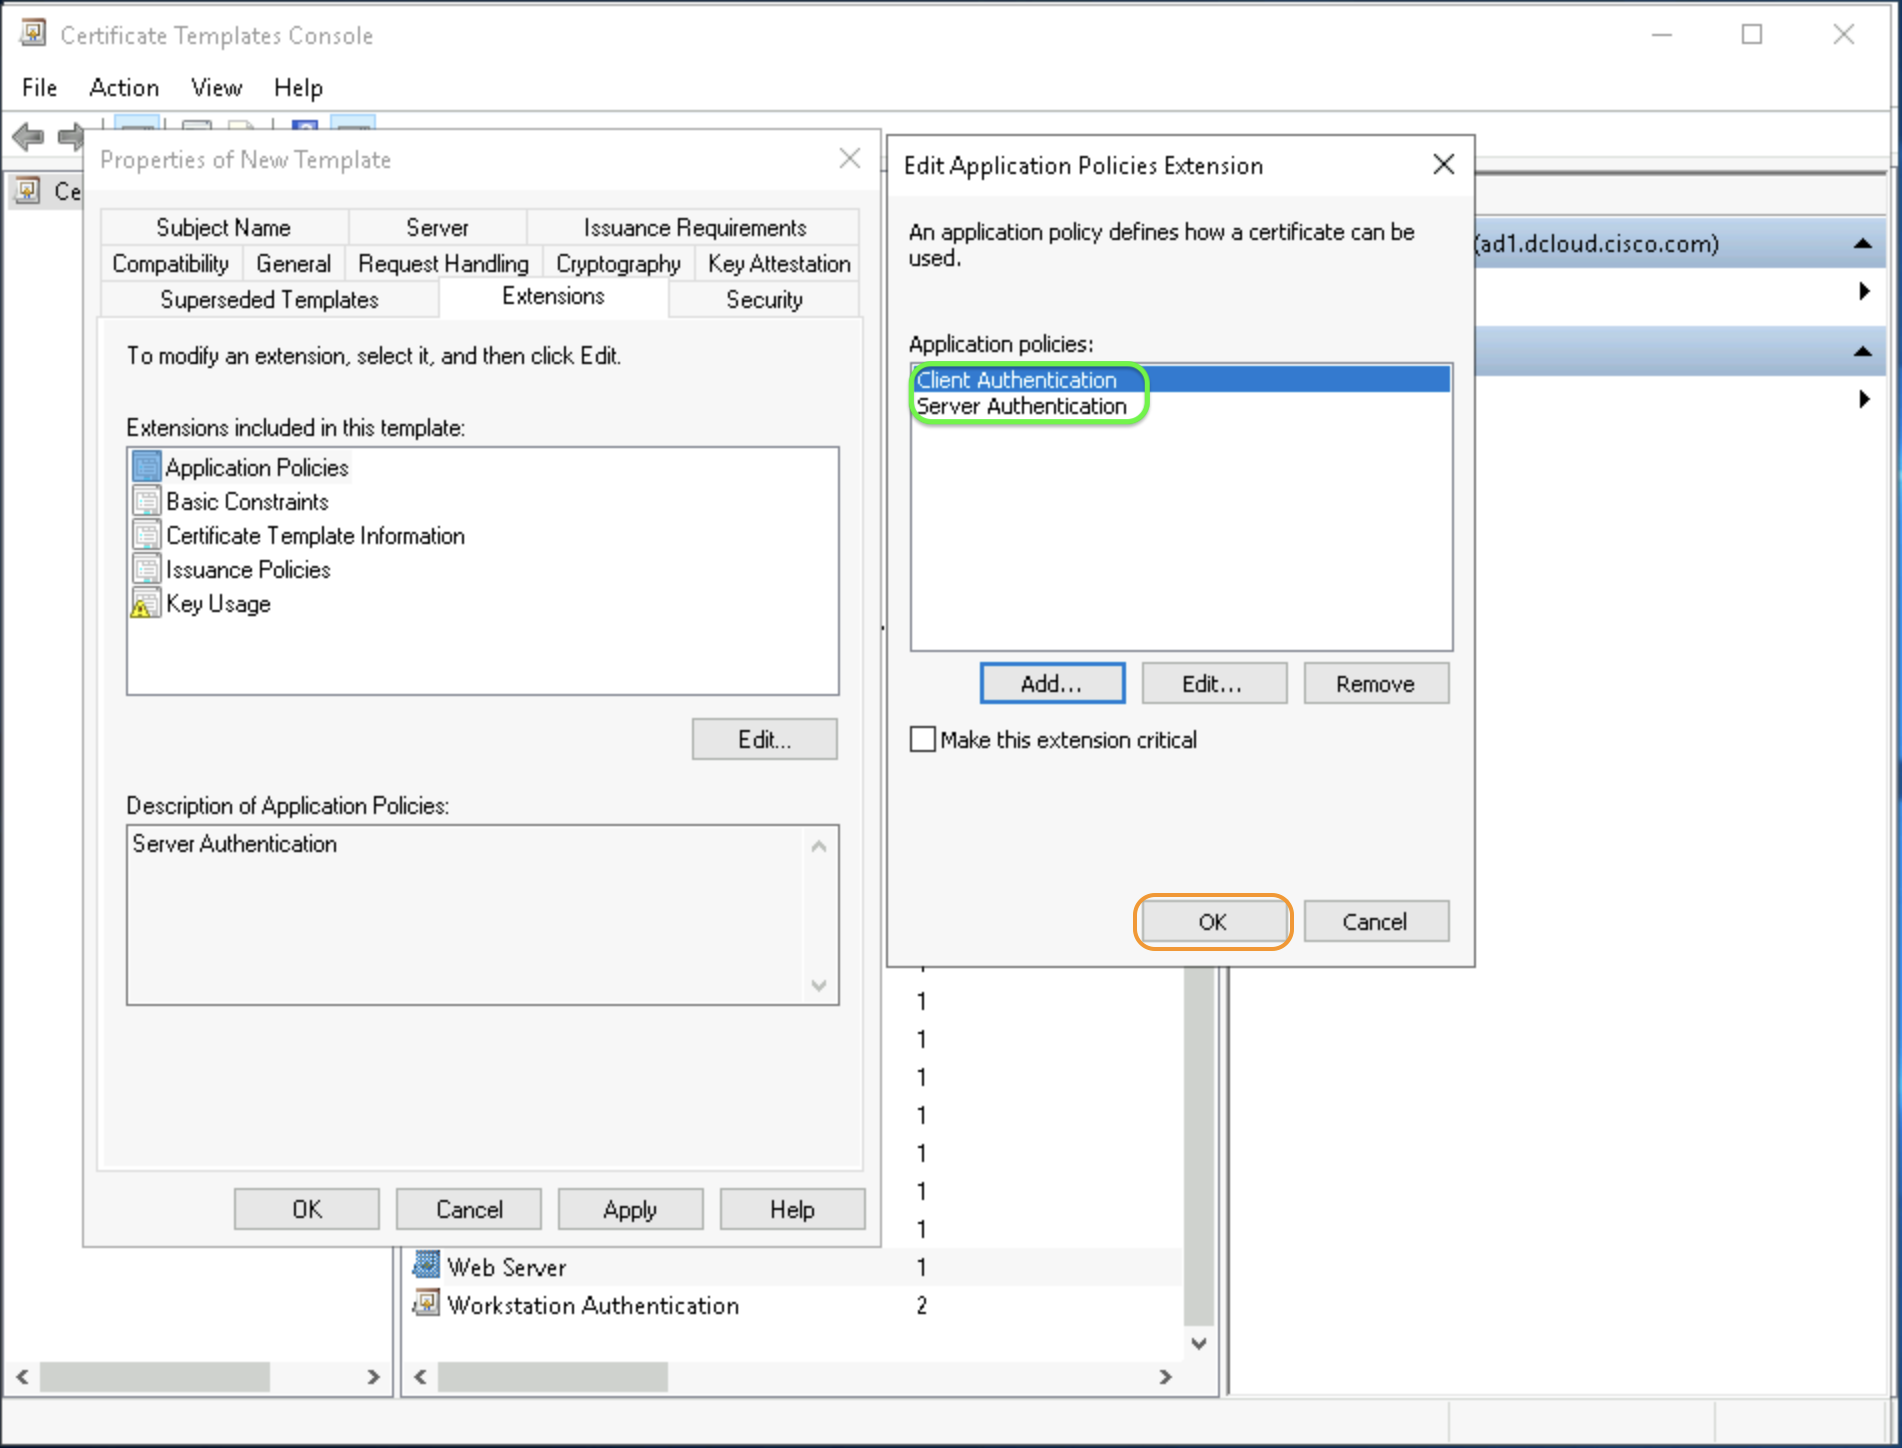 Certificate Templates Console
File Action View Help
Properties of New Template
Subject Name Server Issuance Requirements
Compatibility General Request Handling Cryptography Key Attestation
Superseded Templates Extensions Security
To modify an extension, select it, and then click Edit.
Extensions included in this template:
Application Policies
Basic Constraints
Certificate Template Information
Issuance Policies
Key Usage
Edit...
Description of Application Policies:
Server Authentication
OK Cancel Apply Help
Edit Application Policies Extension
An application policy defines how a certificate can be
used.
Application policies:
Client Authentication
Server Authentication
Add... Edit... Remove
Make this extension critical
OK Cancel
Ce
(ad1.dcloud.cisco.com)
1
1
1
1
1
1
1
Web Server 1
Workstation Authentication 2